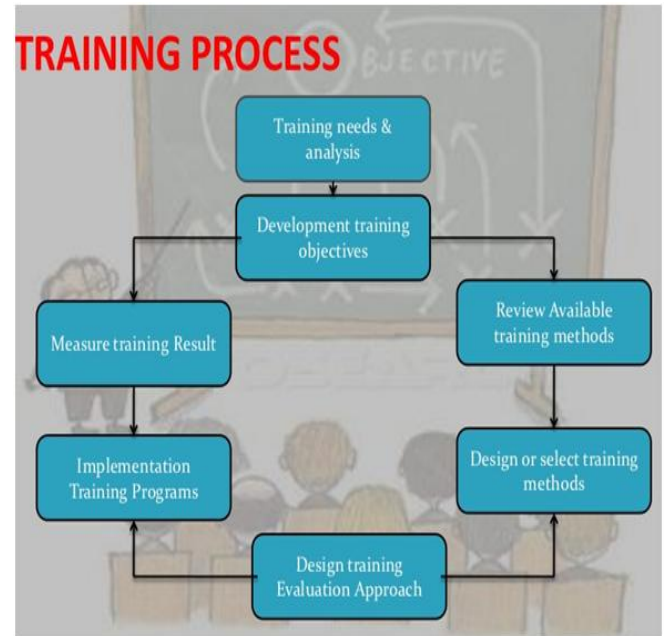 TRAINING PROCESS
OBJECTIVE
Training needs &
analysis
Development training
objectives
Measure training Result
Review Available
training methods
Implementation
Training Programs
Design or select training
methods
Design training
Evaluation Approach